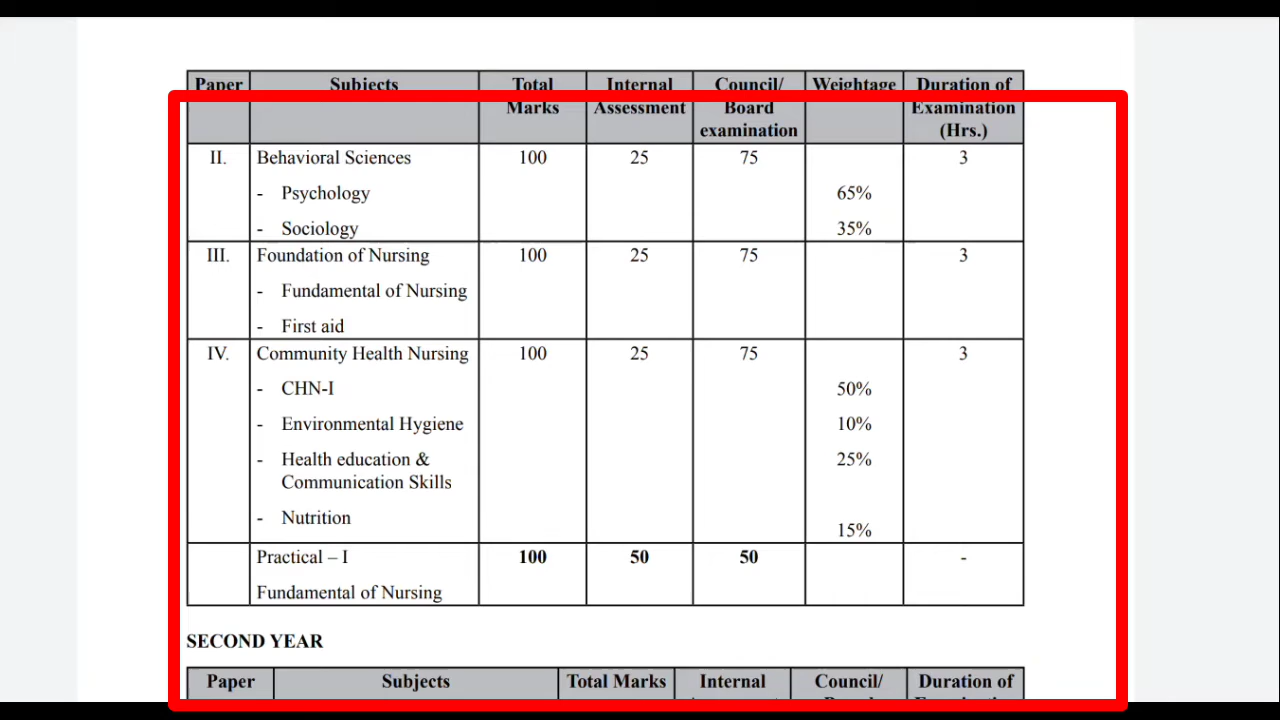 Paper Subjects Total Marks Internal Assessment Council/ Board examination Weightage Duration of Examination (Hrs.)
II. Behavioral Sciences 100 25 75 3
- Psychology 65%
- Sociology 35%
III. Foundation of Nursing 100 25 75 3
- Fundamental of Nursing
- First aid
IV. Community Health Nursing 100 25 75 3
- CHN-I 50%
- Environmental Hygiene 10%
- Health education & 25%
Communication Skills
- Nutrition 15%
Practical – I 100 50 50 -
Fundamental of Nursing
SECOND YEAR
Paper Subjects Total Marks Internal Council/ Duration of